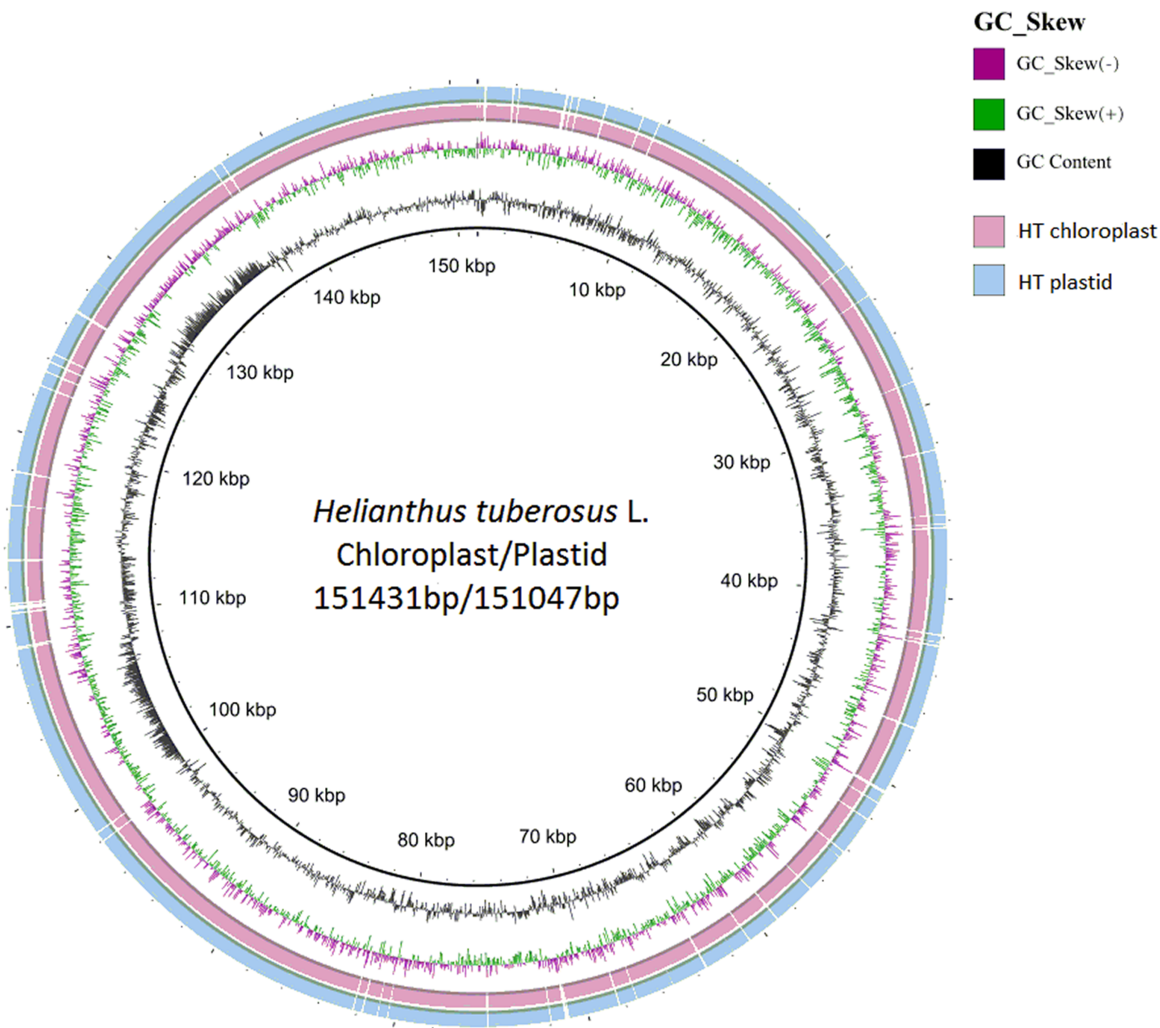 GC_Skew
GC_Skew(-)
GC_Skew(+)
GC Content
HT chloroplast
HT plastid
150 kbp
10 kbp
20 kbp
30 kbp
40 kbp
50 kbp
60 kbp
70 kbp
80 kbp
90 kbp
100 kbp
110 kbp
120 kbp
130 kbp
140 kbp
Helianthus tuberosus L.
Chloroplast/Plastid
151431bp/151047bp